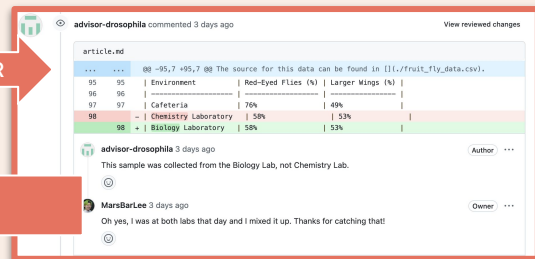 advisor-drosophila commented 3 days ago View reviewed changes
article.md
... ... @@ -95,7 +95,7 @@ The source for this data can be found in [](./fruit_fly_data.csv).
95 95 | Environment | Red-Eyed Flies (%) | Larger Wings (%) |
96 96 | -------------------- | ------------------ | ---------------- |
97 97 | Cafeteria | 76% | 49% |
98 - | Chemistry Laboratory | 58% | 53% |
98 + | Biology Laboratory | 58% | 53% |
advisor-drosophila 3 days ago Author ...
This sample was collected from the Biology Lab, not Chemistry Lab.
MarsBarLee 3 days ago Owner ...
Oh yes, I was at both labs that day and I mixed it up. Thanks for catching that!